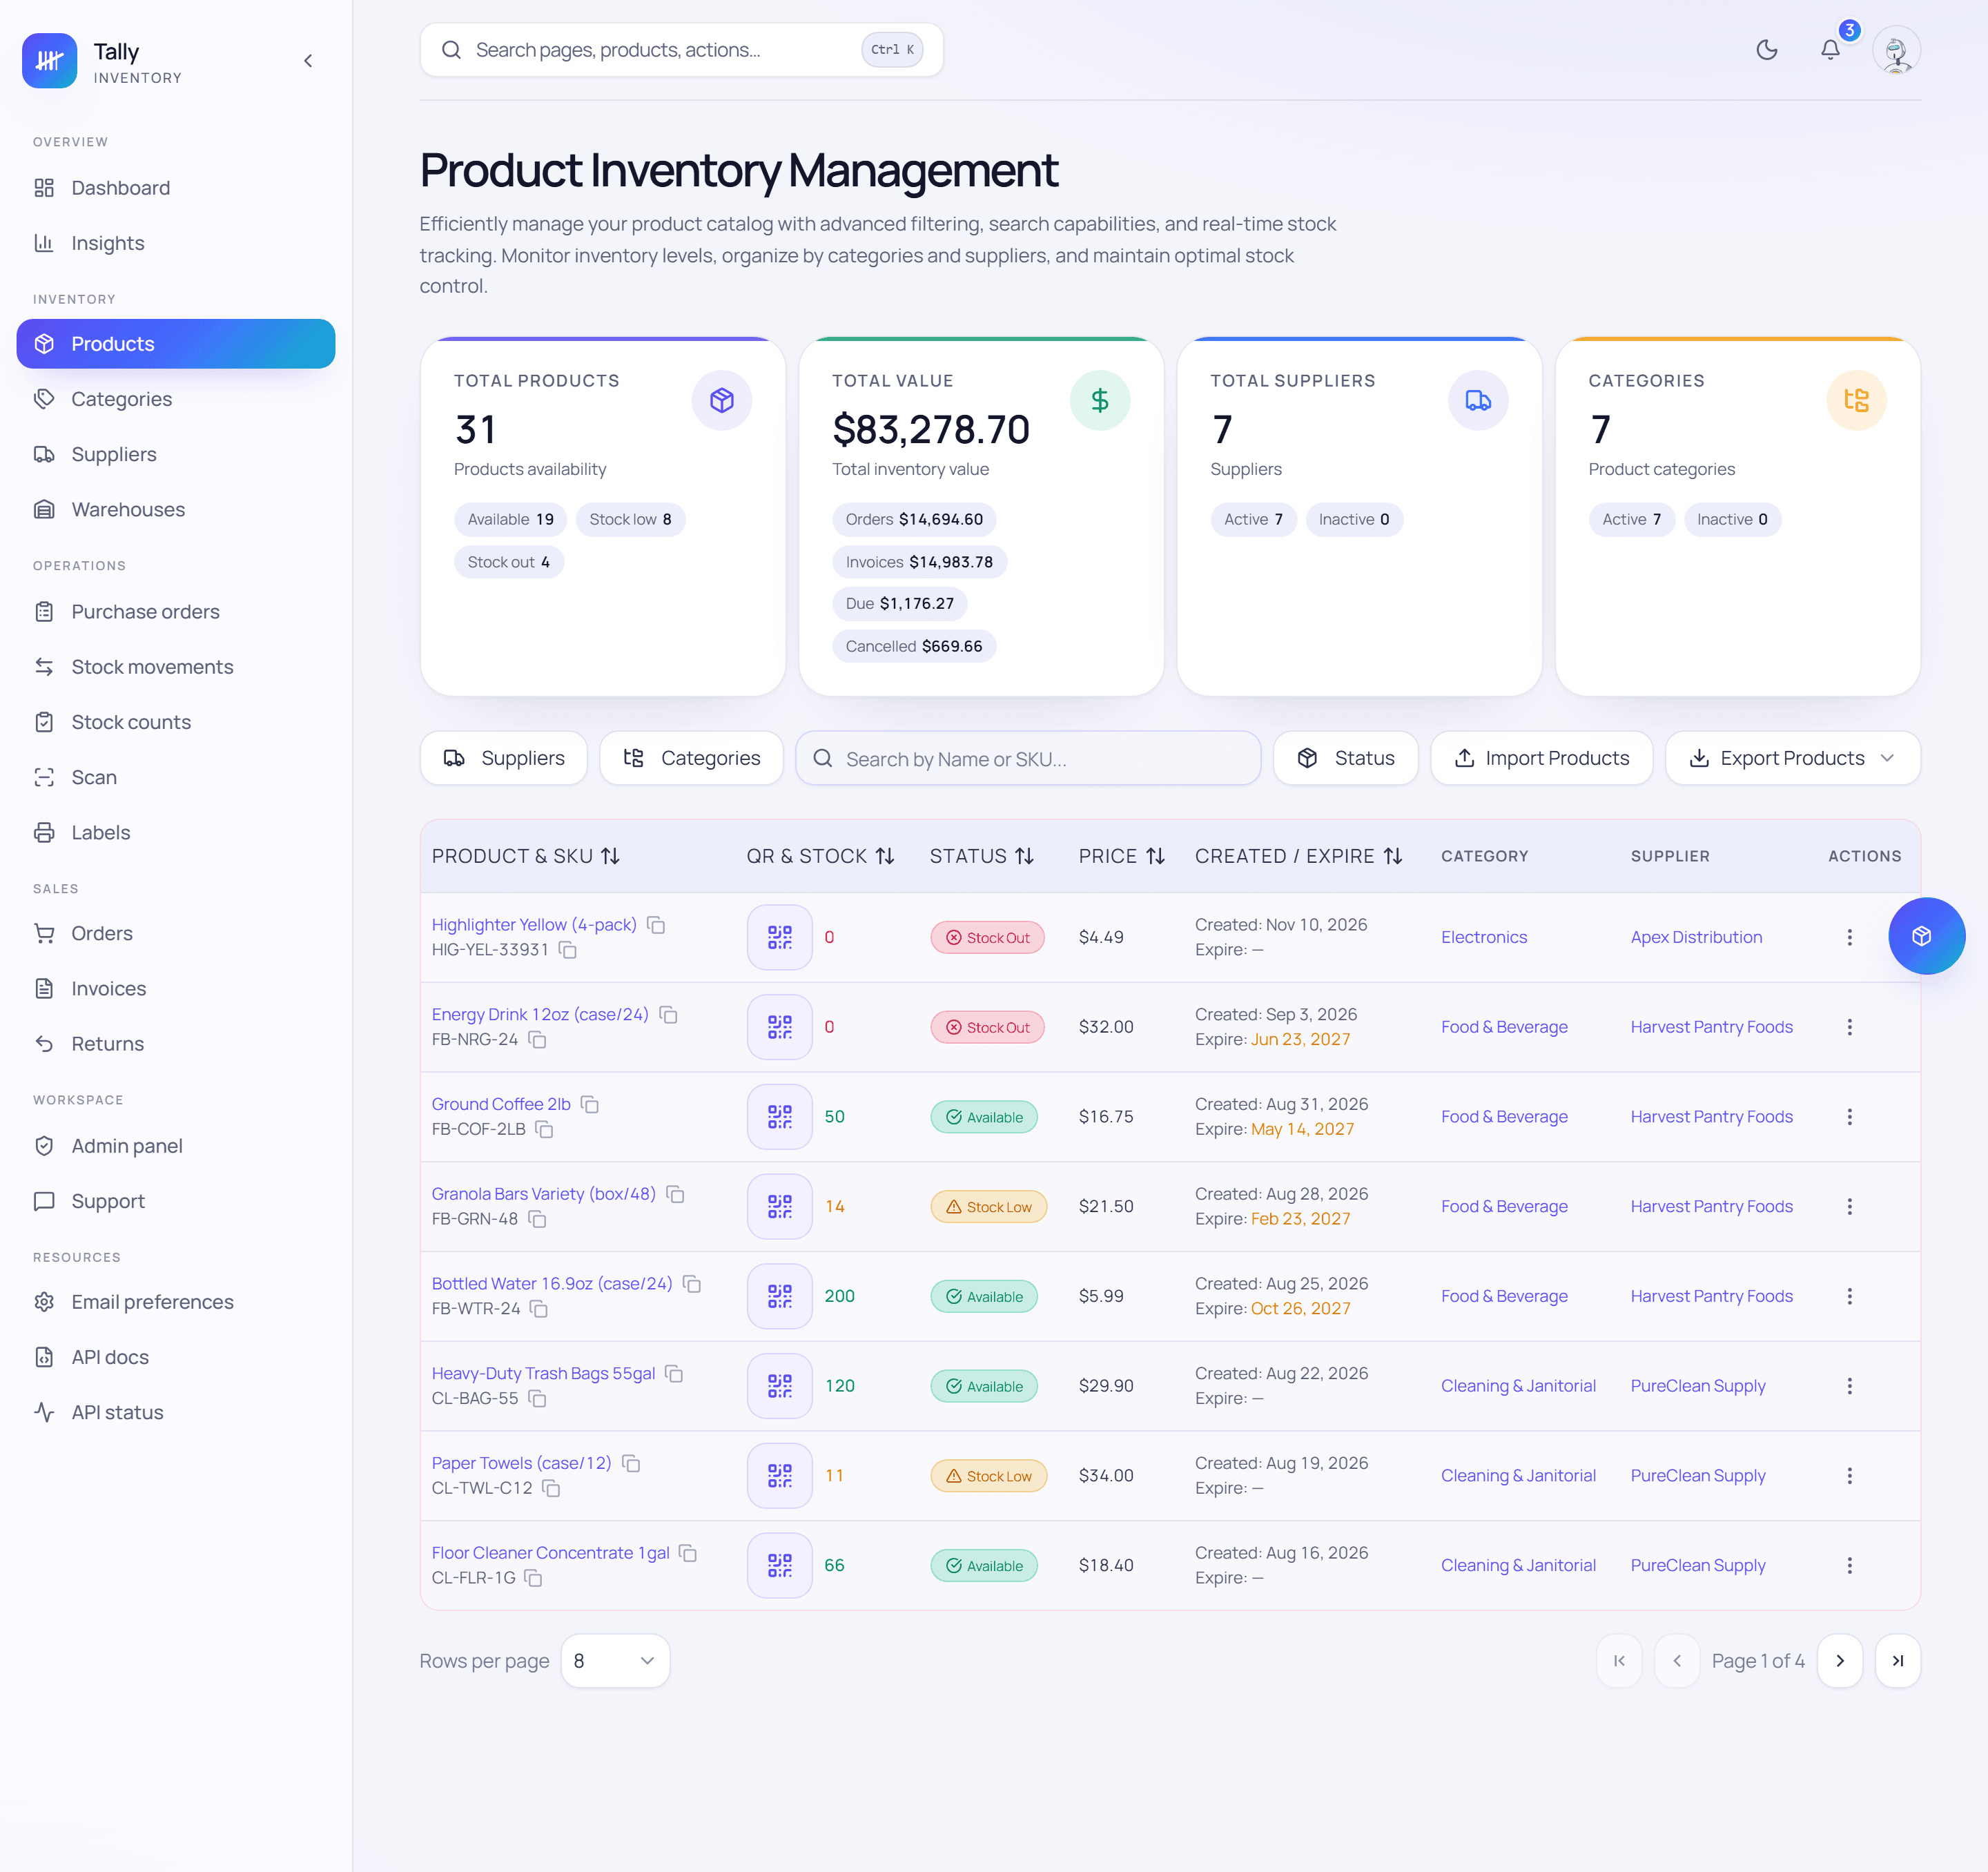 Tally
INVENTORY
OVERVIEW
Dashboard
Insights
INVENTORY
Products
Categories
Suppliers
Warehouses
OPERATIONS
Purchase orders
Stock movements
Stock counts
Scan
Labels
SALES
Orders
Invoices
Returns
WORKSPACE
Admin panel
Support
RESOURCES
Email preferences
API docs
API status
Search pages, products, actions...
Ctrl K
3
Product Inventory Management
Efficiently manage your product catalog with advanced filtering, search capabilities, and real-time stock
tracking. Monitor inventory levels, organize by categories and suppliers, and maintain optimal stock
control.
TOTAL PRODUCTS
31
Products availability
Available 19
Stock low 8
Stock out 4
TOTAL VALUE
$83,278.70
Total inventory value
Orders $14,694.60
Invoices $14,983.78
Due $1,176.27
Cancelled $669.66
TOTAL SUPPLIERS
7
Suppliers
Active 7
Inactive 0
CATEGORIES
7
Product categories
Active 7
Inactive 0
Suppliers
Categories
Search by Name or SKU...
Status
Import Products
Export Products
PRODUCT & SKU
QR & STOCK
STATUS
PRICE
CREATED / EXPIRE
CATEGORY
SUPPLIER
ACTIONS
Highlighter Yellow (4-pack)
HIG-YEL-33931
0
Stock Out
$4.49
Created: Nov 10, 2026
Expire: —
Electronics
Apex Distribution
Energy Drink 12oz (case/24)
FB-NRG-24
0
Stock Out
$32.00
Created: Sep 3, 2026
Expire: Jun 23, 2027
Food & Beverage
Harvest Pantry Foods
Ground Coffee 2lb
FB-COF-2LB
50
Available
$16.75
Created: Aug 31, 2026
Expire: May 14, 2027
Food & Beverage
Harvest Pantry Foods
Granola Bars Variety (box/48)
FB-GRN-48
14
Stock Low
$21.50
Created: Aug 28, 2026
Expire: Feb 23, 2027
Food & Beverage
Harvest Pantry Foods
Bottled Water 16.9oz (case/24)
FB-WTR-24
200
Available
$5.99
Created: Aug 25, 2026
Expire: Oct 26, 2027
Food & Beverage
Harvest Pantry Foods
Heavy-Duty Trash Bags 55gal
CL-BAG-55
120
Available
$29.90
Created: Aug 22, 2026
Expire: —
Cleaning & Janitorial
PureClean Supply
Paper Towels (case/12)
CL-TWL-C12
11
Stock Low
$34.00
Created: Aug 19, 2026
Expire: —
Cleaning & Janitorial
PureClean Supply
Floor Cleaner Concentrate 1gal
CL-FLR-1G
66
Available
$18.40
Created: Aug 16, 2026
Expire: —
Cleaning & Janitorial
PureClean Supply
Rows per page
8
Page 1 of 4